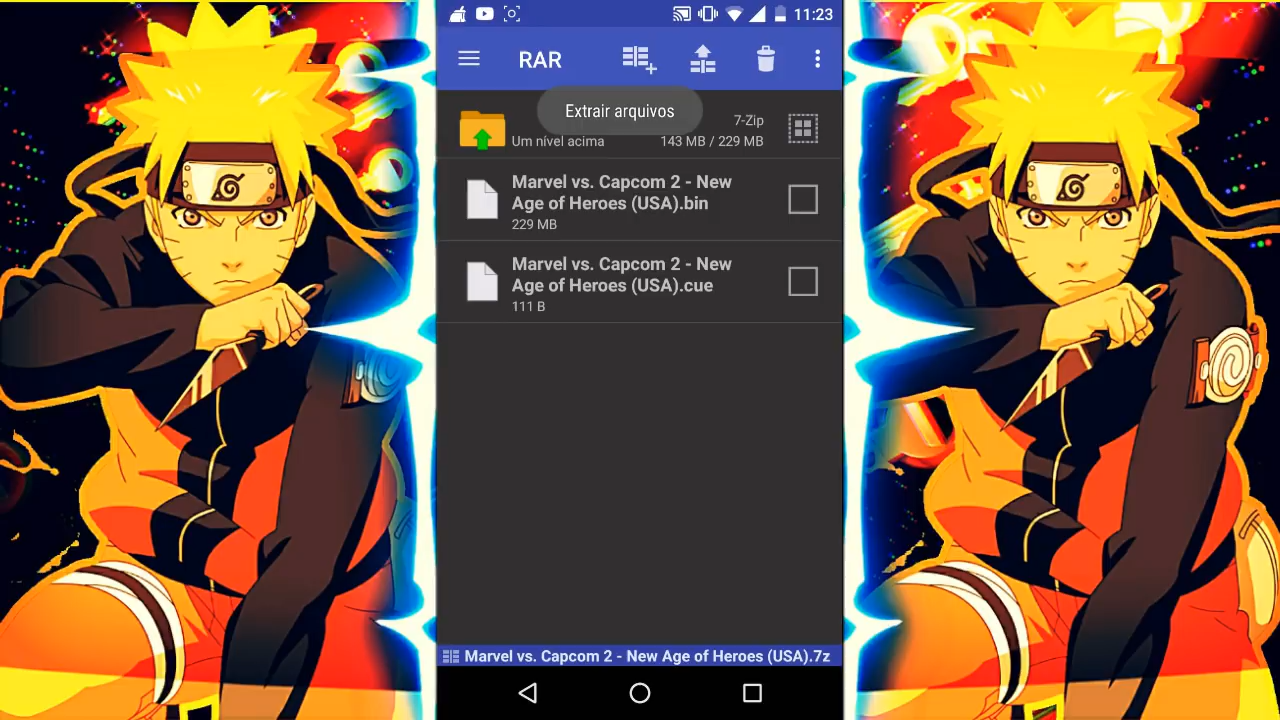 11:23
RAR
Extrair arquivos
7-Zip
Um nível acima
143 MB / 229 MB
Marvel vs. Capcom 2 - New
Age of Heroes (USA).bin
229 MB
Marvel vs. Capcom 2 - New
Age of Heroes (USA).cue
111 B
Marvel vs. Capcom 2 - New Age of Heroes (USA).7z